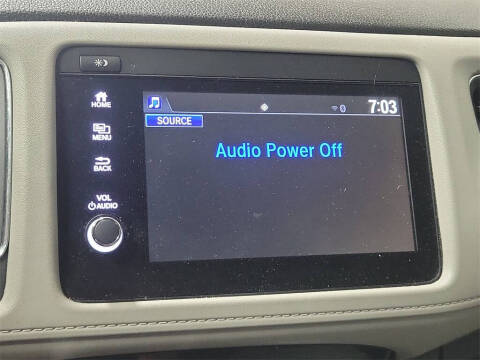 HOME
MENU
BACK
VOL
AUDIO
7:03
SOURCE
Audio Power Off